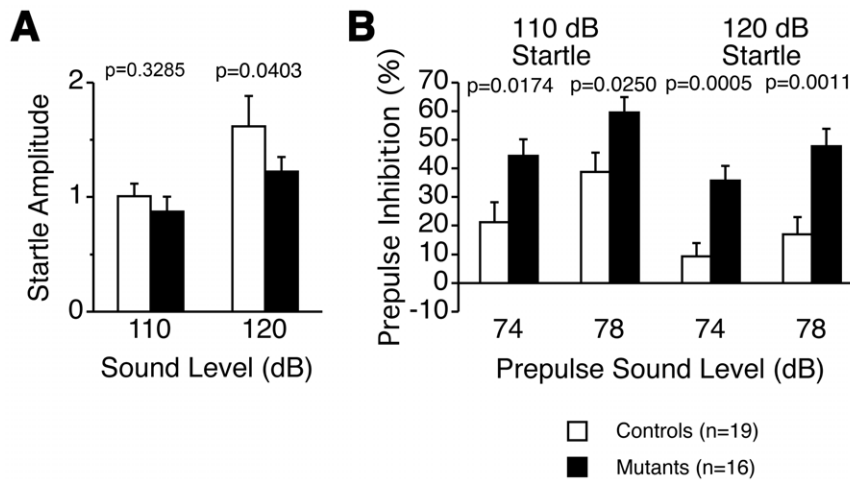 A
p=0.3285 p=0.0403
2
1
0
Startle Amplitude
110 120
Sound Level (dB)
B
110 dB Startle
120 dB Startle
p=0.0174 p=0.0250 p=0.0005 p=0.0011
70
60
50
40
30
20
10
0
-10
Prepulse Inhibition (%)
74 78 74 78
Prepulse Sound Level (dB)
Controls (n=19)
Mutants (n=16)